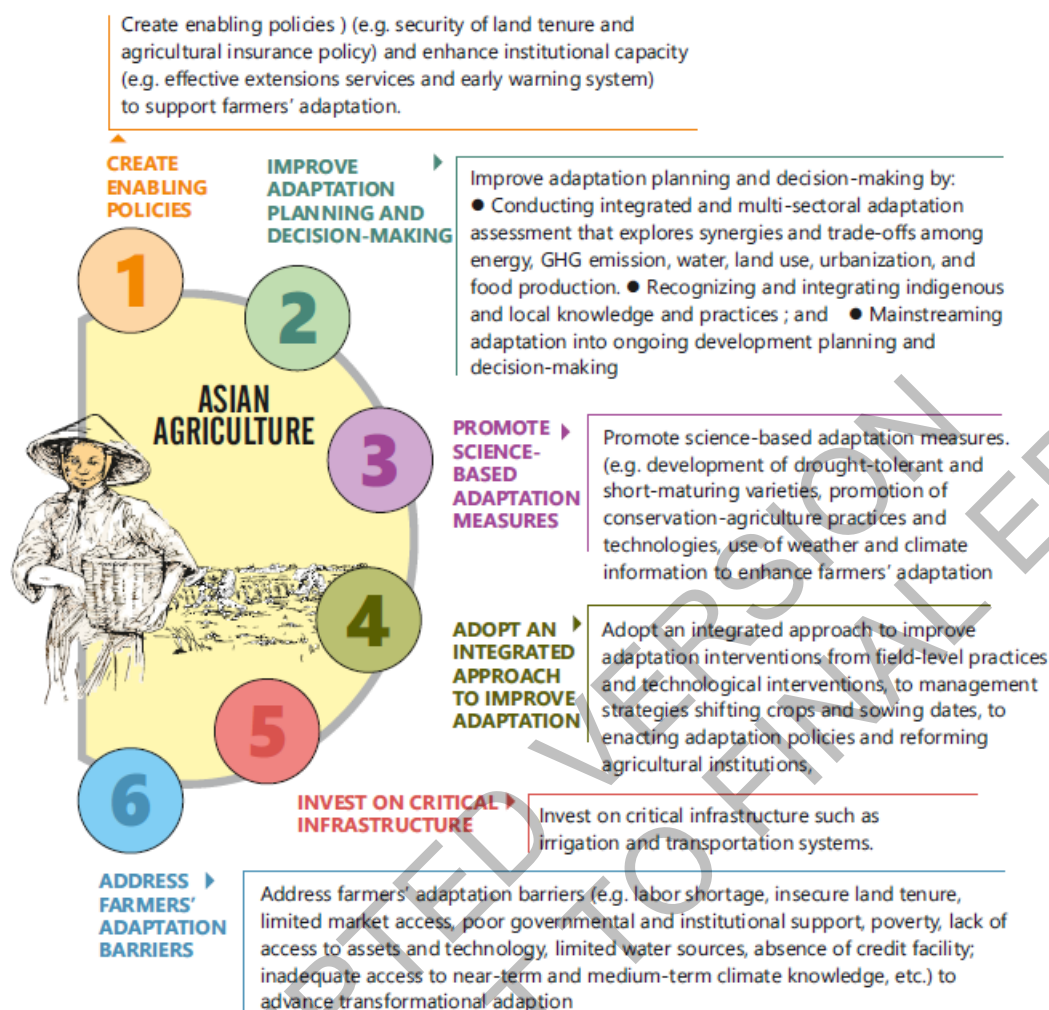 Create enabling policies ) (e.g. security of land tenure and
agricultural insurance policy) and enhance institutional capacity
(e.g. effective extensions services and early warning system)
to support farmers' adaptation.
CREATE
ENABLING
POLICIES
1
IMPROVE
ADAPTATION
PLANNING AND
DECISION-MAKING
2
Improve adaptation planning and decision-making by:
● Conducting integrated and multi-sectoral adaptation
assessment that explores synergies and trade-offs among
energy, GHG emission, water, land use, urbanization, and
food production. ● Recognizing and integrating indigenous
and local knowledge and practices ; and ● Mainstreaming
adaptation into ongoing development planning and
decision-making
ASIAN
AGRICULTURE
3
PROMOTE
SCIENCE-
BASED
ADAPTATION
MEASURES
Promote science-based adaptation measures.
(e.g. development of drought-tolerant and
short-maturing varieties, promotion of
conservation-agriculture practices and
technologies, use of weather and climate
information to enhance farmers' adaptation
4
ADOPT AN
INTEGRATED
APPROACH
TO IMPROVE
ADAPTATION
Adopt an integrated approach to improve
adaptation interventions from field-level practices
and technological interventions, to management
strategies shifting crops and sowing dates, to
enacting adaptation policies and reforming
agricultural institutions,
5
INVEST ON CRITICAL
INFRASTRUCTURE
Invest on critical infrastructure such as
irrigation and transportation systems.
6
ADDRESS
FARMERS'
ADAPTATION
BARRIERS
Address farmers' adaptation barriers (e.g. labor shortage, insecure land tenure,
limited market access, poor governmental and institutional support, poverty, lack of
access to assets and technology, limited water sources, absence of credit facility;
inadequate access to near-term and medium-term climate knowledge, etc.) to
advance transformational adaption
PTED VERSION
T TO FINAL ED